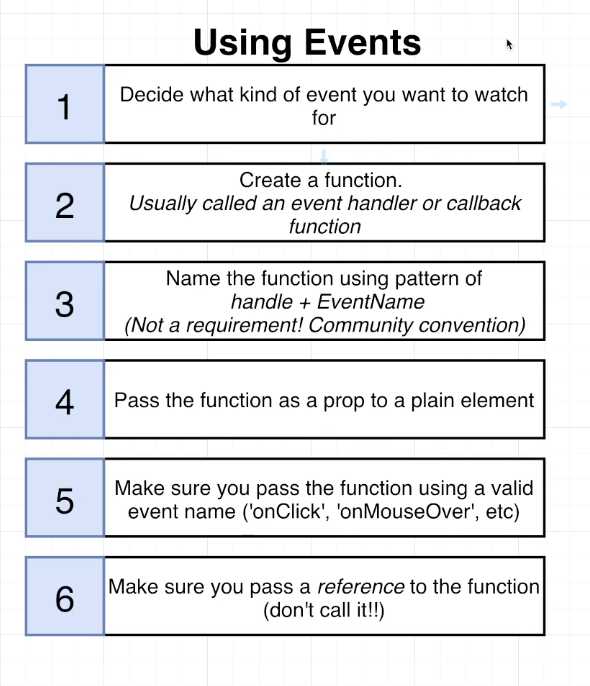 Using Events
1
Decide what kind of event you want to watch
for
2
Create a function.
Usually called an event handler or callback
function
3
Name the function using pattern of
handle + EventName
(Not a requirement! Community convention)
4
Pass the function as a prop to a plain element
5
Make sure you pass the function using a valid
event name ('onClick', 'onMouseOver', etc)
6
Make sure you pass a reference to the function
(don't call it!!)